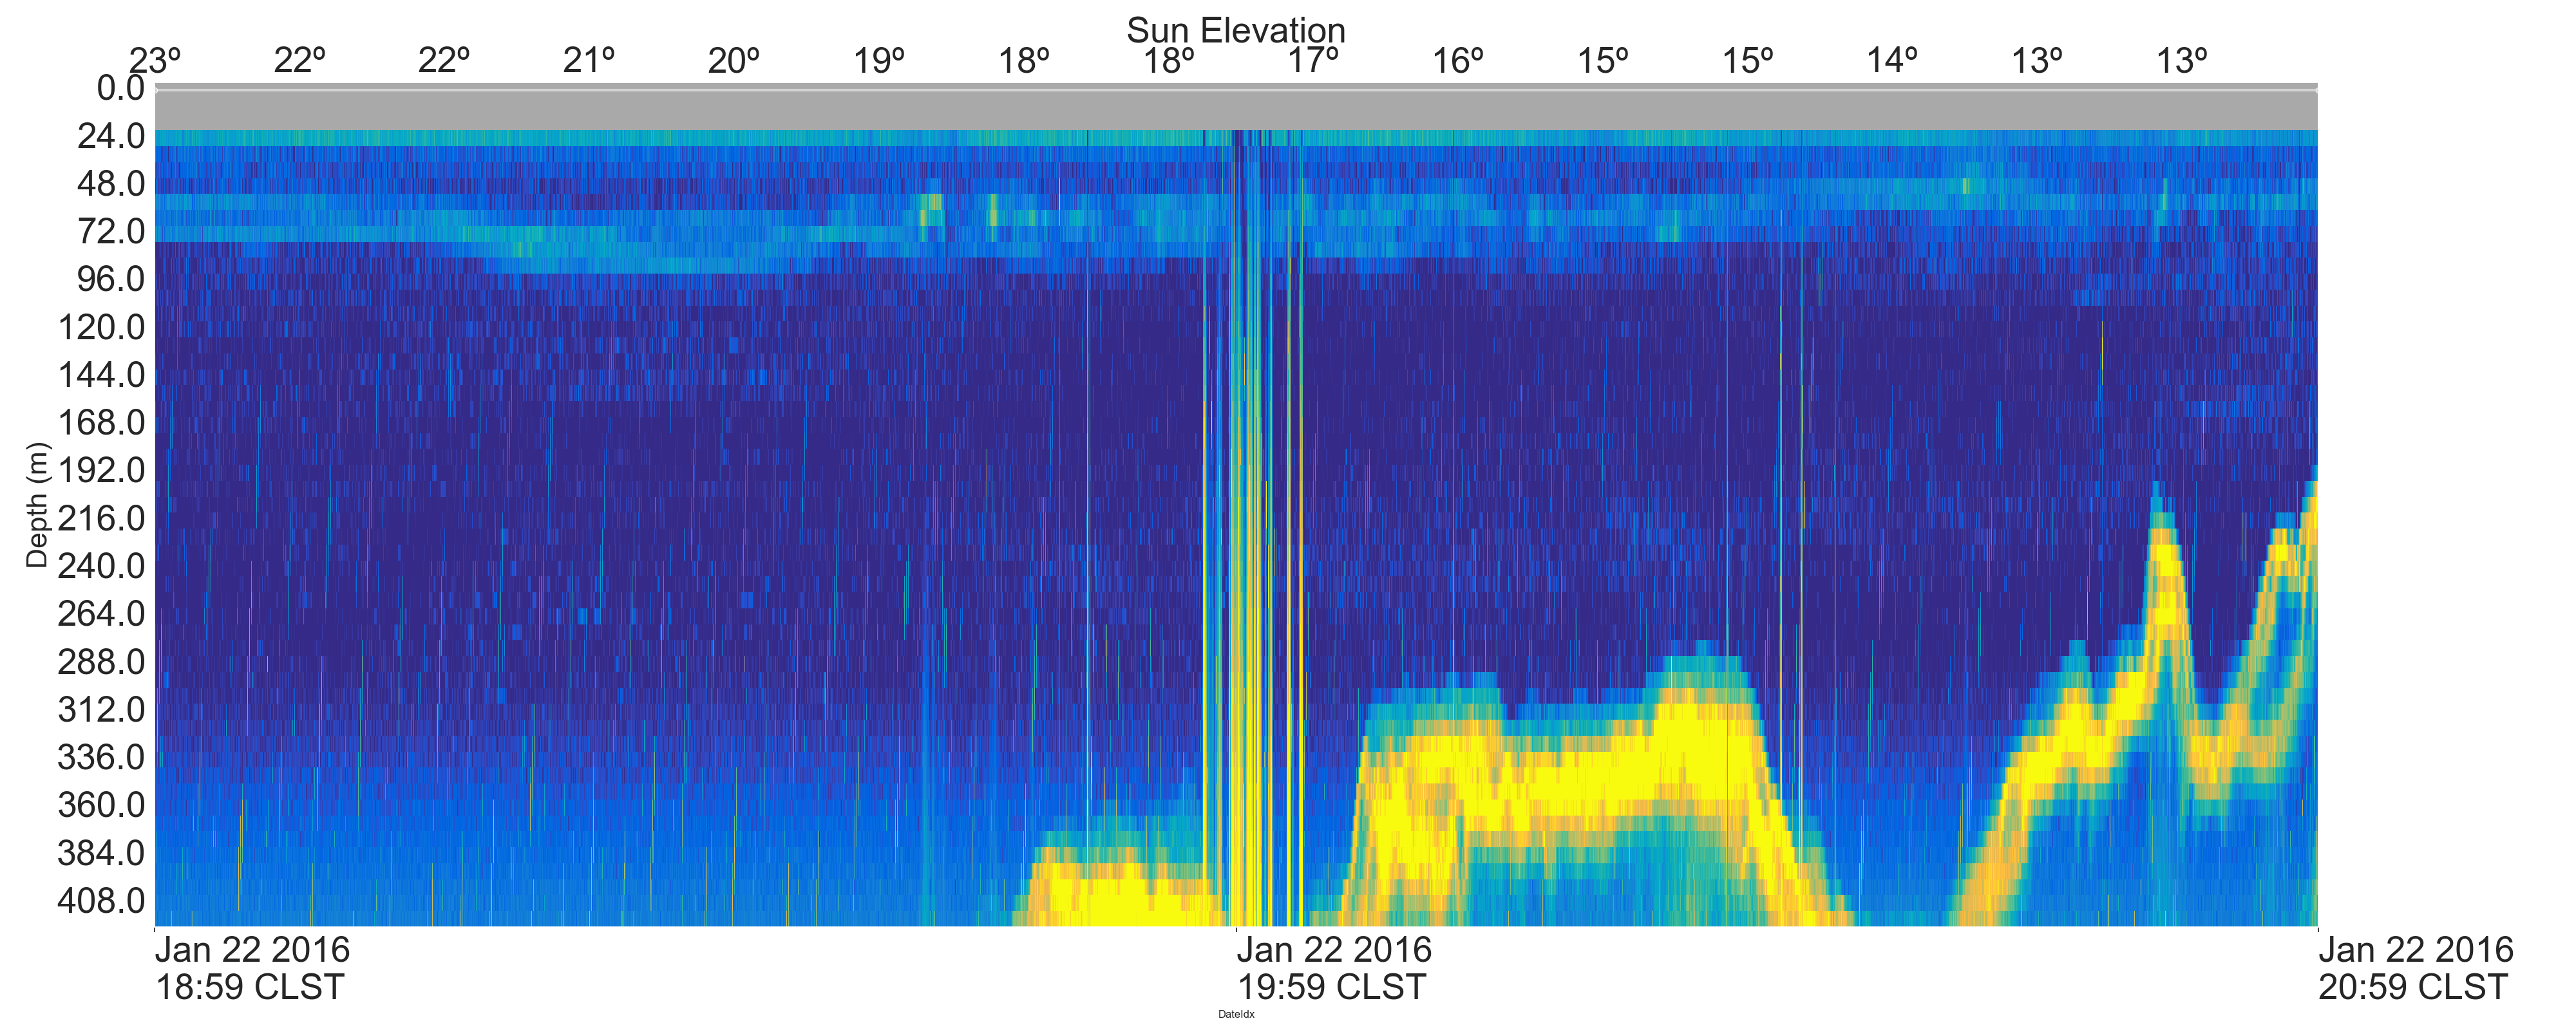 Sun Elevation
23º 22º 22º 21º 20º 19º 18º 18º 17º 16º 15º 15º 14º 13º 13º
0.0
24.0
48.0
72.0
96.0
120.0
144.0
168.0
192.0
216.0
240.0
264.0
288.0
312.0
336.0
360.0
384.0
408.0
Depth (m)
Jan 22 2016
18:59 CLST
Jan 22 2016
19:59 CLST
Jan 22 2016
20:59 CLST
DateIdx